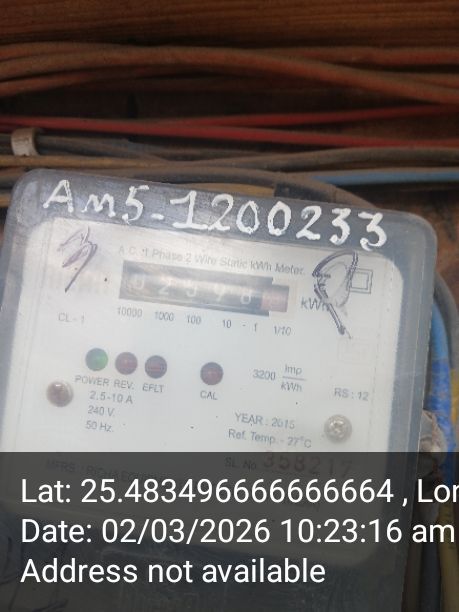 Am5-1200233
A.C. 1 Phase 2 Wire Static kWh Meter.
kWh
CL-1
10000 1000 100 10 - 1 1/10
3200 Imp/kWh
POWER REV. EFLT
CAL
RS: 12
2.5-10 A
240 V.
50 Hz.
YEAR: 2015
Ref. Temp. - 27°C
MFRS.
SL. No. 358217
Lat: 25.483496666666664 , Lon
Date: 02/03/2026 10:23:16 am
Address not available